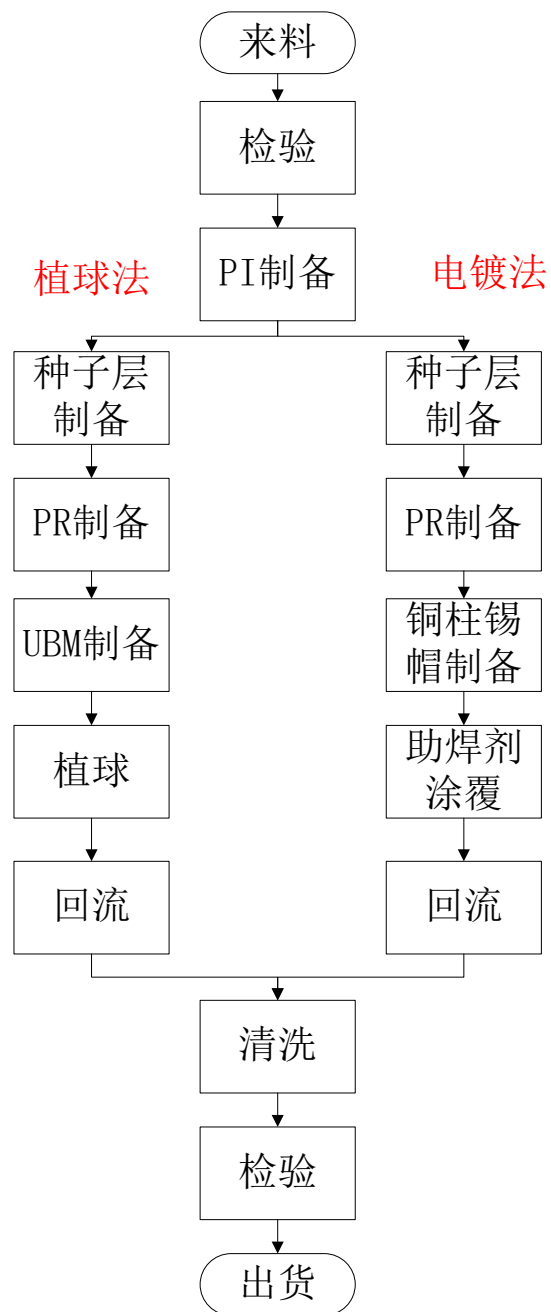 来料
检验
PI制备
植球法
电镀法
种子层
制备
PR制备
UBM制备
植球
回流
种子层
制备
PR制备
铜柱锡
帽制备
助焊剂
涂覆
回流
清洗
检验
出货